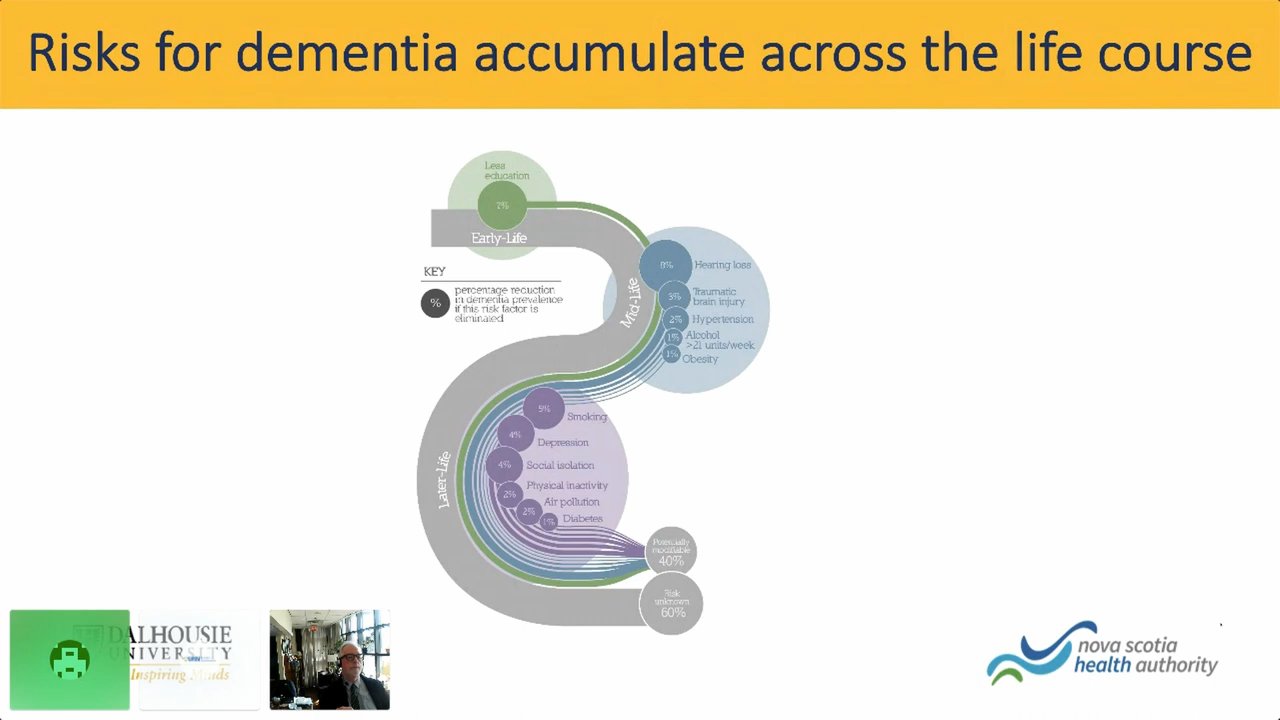 Risks for dementia accumulate across the life course
Less
education
7%
Early-Life
KEY
%
percentage reduction
in dementia prevalence
if this risk factor is
eliminated
Mid-Life
8%
Hearing loss
3%
Traumatic
brain injury
2%
Hypertension
1%
Alcohol
>21 units/week
1%
Obesity
Later-Life
5%
Smoking
4%
Depression
4%
Social isolation
2%
Physical inactivity
2%
Air pollution
1%
Diabetes
Potentially
modifiable
40%
Risk
unknown
60%
DALHOUSIE
UNIVERSITY
Inspiring Minds
nova scotia
health authority